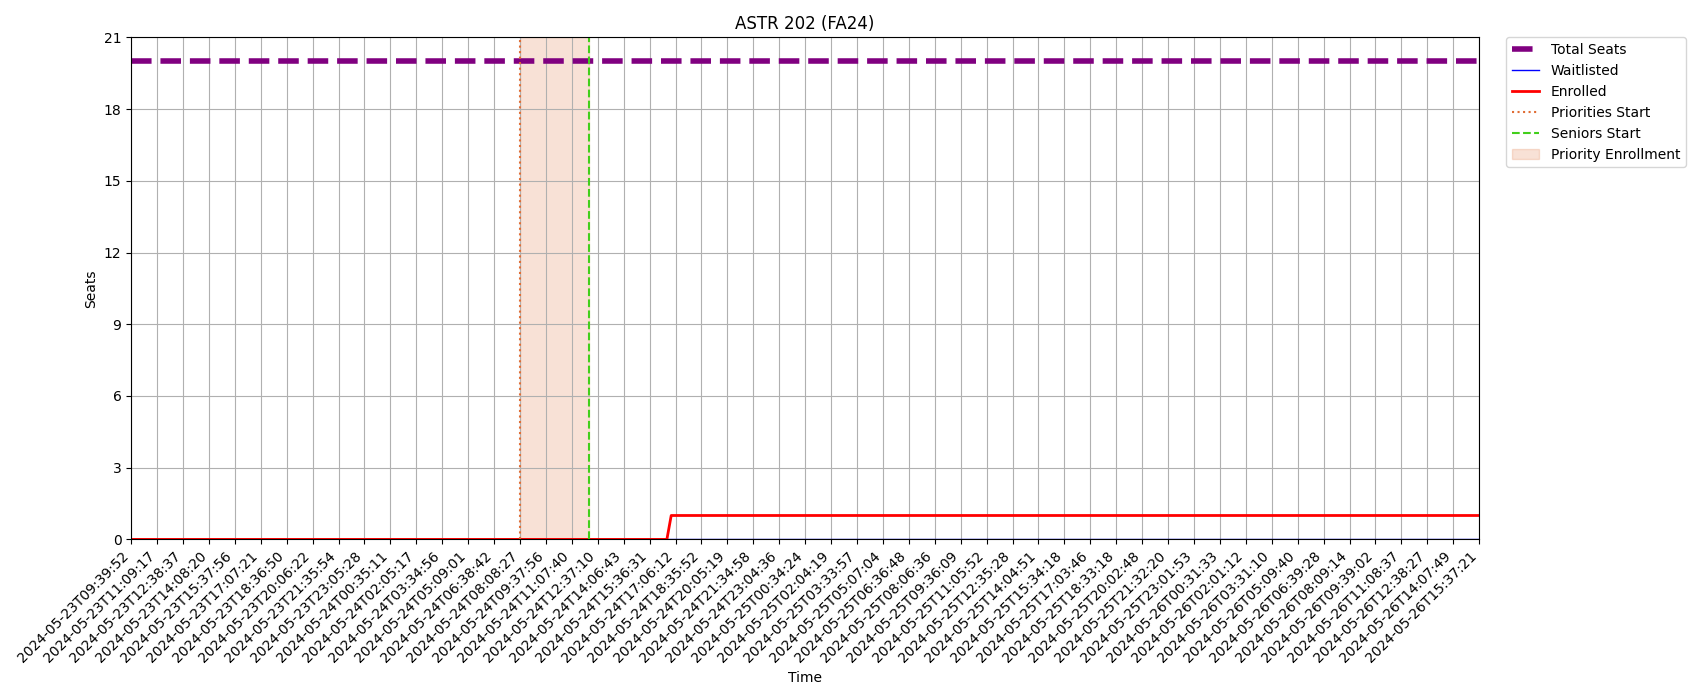 ASTR 202 (FA24)
21
18
15
12
9
6
3
0
Seats
2024-05-23T09:39:52
2024-05-23T11:09:17
2024-05-23T12:38:37
2024-05-23T14:08:20
2024-05-23T15:37:56
2024-05-23T17:07:21
2024-05-23T18:36:50
2024-05-23T20:06:22
2024-05-23T21:35:54
2024-05-23T23:05:28
2024-05-24T00:35:11
2024-05-24T02:05:17
2024-05-24T03:34:56
2024-05-24T05:09:01
2024-05-24T06:38:42
2024-05-24T08:08:27
2024-05-24T09:37:56
2024-05-24T11:07:40
2024-05-24T12:37:10
2024-05-24T14:06:43
2024-05-24T15:36:31
2024-05-24T17:06:12
2024-05-24T18:35:52
2024-05-24T20:05:19
2024-05-24T21:34:58
2024-05-24T23:04:36
2024-05-25T00:34:24
2024-05-25T02:04:19
2024-05-25T03:33:57
2024-05-25T05:07:04
2024-05-25T06:36:48
2024-05-25T08:06:36
2024-05-25T09:36:09
2024-05-25T11:05:52
2024-05-25T12:35:28
2024-05-25T14:04:51
2024-05-25T15:34:18
2024-05-25T17:03:46
2024-05-25T18:33:18
2024-05-25T20:02:48
2024-05-25T21:32:20
2024-05-25T23:01:53
2024-05-26T00:31:33
2024-05-26T02:01:12
2024-05-26T03:31:10
2024-05-26T05:09:40
2024-05-26T06:39:28
2024-05-26T08:09:14
2024-05-26T09:39:02
2024-05-26T11:08:37
2024-05-26T12:38:27
2024-05-26T14:07:49
2024-05-26T15:37:21
Time
Total Seats
Waitlisted
Enrolled
Priorities Start
Seniors Start
Priority Enrollment